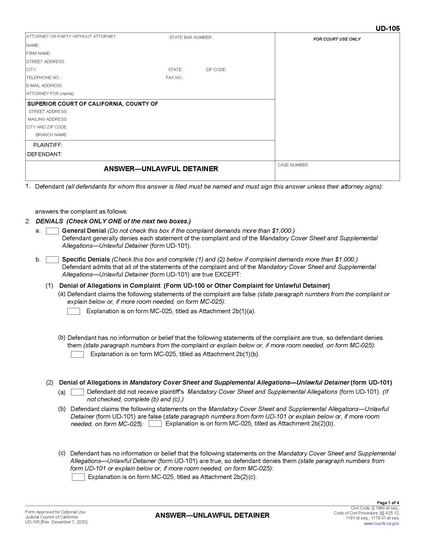 UD-105
ATTORNEY OR PARTY WITHOUT ATTORNEY STATE BAR NUMBER:
FOR COURT USE ONLY
NAME:
FIRM NAME:
STREET ADDRESS:
CITY: STATE: ZIP CODE:
TELEPHONE NO.: FAX NO.:
E-MAIL ADDRESS:
ATTORNEY FOR (name):
SUPERIOR COURT OF CALIFORNIA, COUNTY OF
STREET ADDRESS:
MAILING ADDRESS:
CITY AND ZIP CODE:
BRANCH NAME:
PLAINTIFF:
DEFENDANT:
ANSWER—UNLAWFUL DETAINER
CASE NUMBER:
1. Defendant (all defendants for whom this answer is filed must be named and must sign this answer unless their attorney signs):
answers the complaint as follows:
2. DENIALS (Check ONLY ONE of the next two boxes.)
a. General Denial (Do not check this box if the complaint demands more than $1,000.)
Defendant generally denies each statement of the complaint and of the Mandatory Cover Sheet and Supplemental
Allegations—Unlawful Detainer (form UD-101).
b. Specific Denials (Check this box and complete (1) and (2) below if complaint demands more than $1,000.)
Defendant admits that all of the statements of the complaint and of the Mandatory Cover Sheet and Supplemental
Allegations—Unlawful Detainer (form UD-101) are true EXCEPT:
(1) Denial of Allegations in Complaint (Form UD-100 or Other Complaint for Unlawful Detainer)
(a) Defendant claims the following statements of the complaint are false (state paragraph numbers from the complaint or
explain below or, if more room needed, on form MC-025):
Explanation is on form MC-025, titled as Attachment 2b(1)(a).
(b) Defendant has no information or belief that the following statements of the complaint are true, so defendant denies
them (state paragraph numbers from the complaint or explain below or, if more room needed, on form MC-025):
Explanation is on form MC-025, titled as Attachment 2b(1)(b).
(2) Denial of Allegations in Mandatory Cover Sheet and Supplemental Allegations—Unlawful Detainer (form UD-101)
(a) Defendant did not receive plaintiff's Mandatory Cover Sheet and Supplemental Allegations (form UD-101). (If
not checked, complete (b) and (c).)
(b) Defendant claims the following statements on the Mandatory Cover Sheet and Supplemental Allegations—Unlawful
Detainer (form UD-101) are false (state paragraph numbers from form UD-101 or explain below or, if more room
needed, on form MC-025): Explanation is on form MC-025, titled as Attachment 2b(2)(b).
(c) Defendant has no information or belief that the following statements on the Mandatory Cover Sheet and Supplemental
Allegations—Unlawful Detainer (form UD-101) are true, so defendant denies them (state paragraph numbers from
form UD-101 or explain below or, if more room needed, on form MC-025):
Explanation is on form MC-025, titled as Attachment 2b(2)(c).
Page 1 of 4
Form Approved for Optional Use
Judicial Council of California
UD-105 [Rev. December 7, 2020]
ANSWER—UNLAWFUL DETAINER
Civil Code, § 1940 et seq.;
Code of Civil Procedure, §§ 425.12,
1161 et seq., 1179.01 et seq.
www.courts.ca.gov